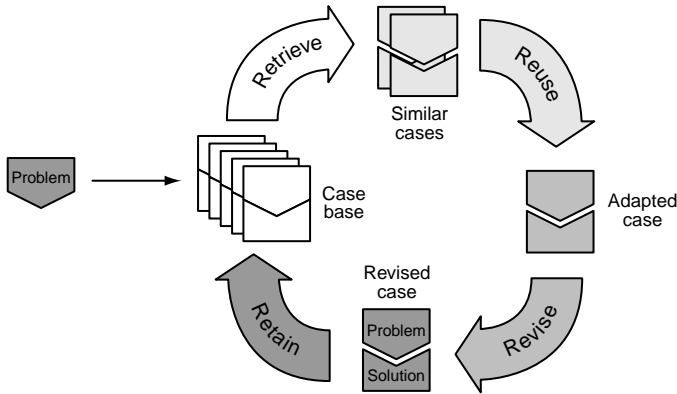 Retrieve
Similar
cases
Reuse
Problem
Case
base
Adapted
case
Revised
case
Problem
Solution
Revise
Retain